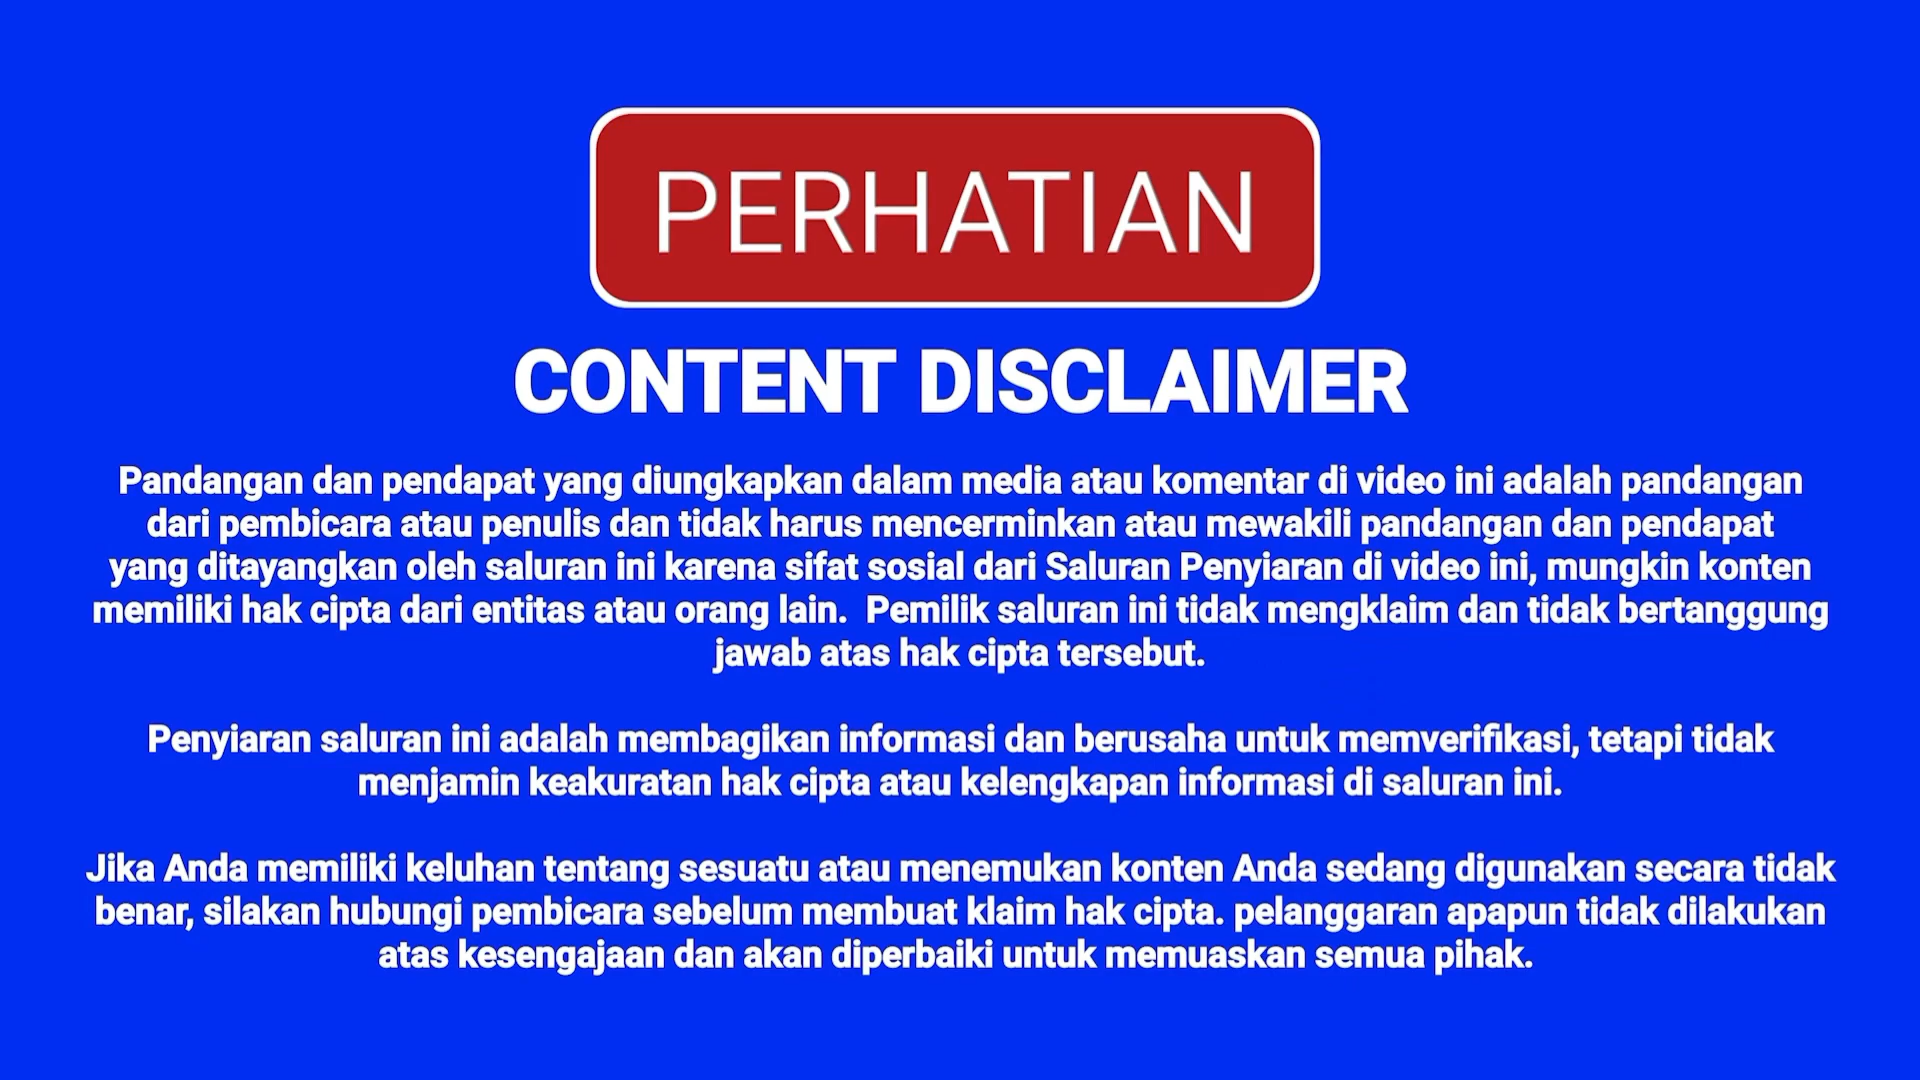 PERHATIAN
CONTENT DISCLAIMER
Pandangan dan pendapat yang diungkapkan dalam media atau komentar di video ini adalah pandangan
dari pembicara atau penulis dan tidak harus mencerminkan atau mewakili pandangan dan pendapat
yang ditayangkan oleh saluran ini karena sifat sosial dari Saluran Penyiaran di video ini, mungkin konten
memiliki hak cipta dari entitas atau orang lain.  Pemilik saluran ini tidak mengklaim dan tidak bertanggung
jawab atas hak cipta tersebut.
Penyiaran saluran ini adalah membagikan informasi dan berusaha untuk memverifikasi, tetapi tidak
menjamin keakuratan hak cipta atau kelengkapan informasi di saluran ini.
Jika Anda memiliki keluhan tentang sesuatu atau menemukan konten Anda sedang digunakan secara tidak
benar, silakan hubungi pembicara sebelum membuat klaim hak cipta. pelanggaran apapun tidak dilakukan
atas kesengajaan dan akan diperbaiki untuk memuaskan semua pihak.